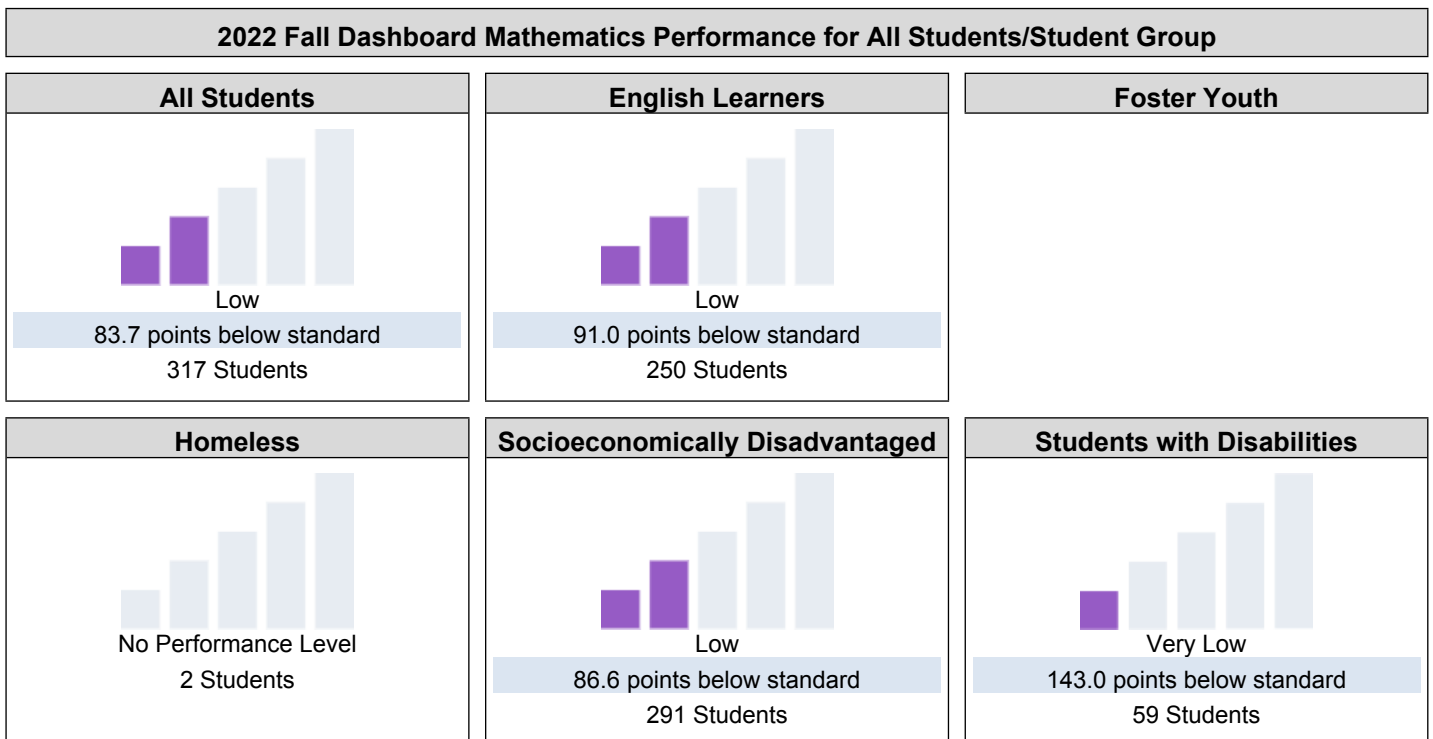 2022 Fall Dashboard Mathematics Performance for All Students/Student Group
All Students
Low
83.7 points below standard
317 Students
English Learners
Low
91.0 points below standard
250 Students
Foster Youth
Homeless
No Performance Level
2 Students
Socioeconomically Disadvantaged
Low
86.6 points below standard
291 Students
Students with Disabilities
Very Low
143.0 points below standard
59 Students